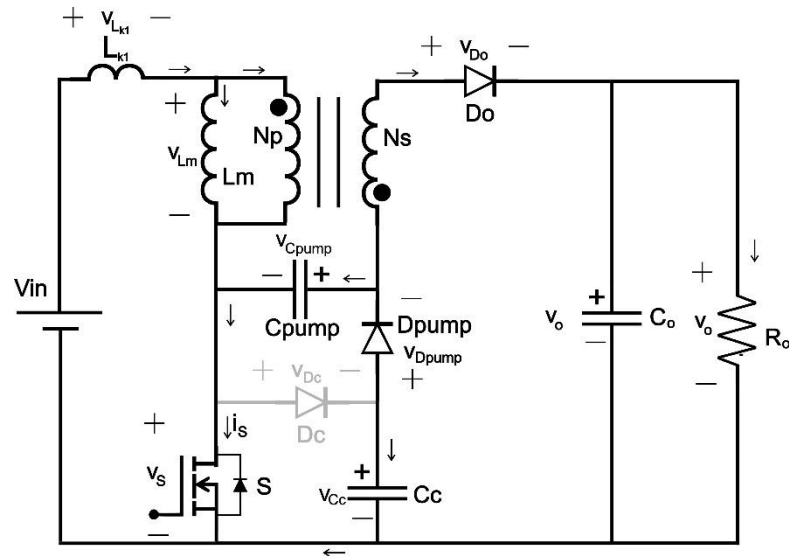 + vLk1 −
Lk1
+ vDo −
Do
+
vLm
−
Lm
Np
Ns
vCpump
− +
Cpump
−
Dpump
vDpump
+
Vin
+ vDc −
Dc
+
vS
−
iS
S
+
vCc
−
Cc
+
vo
−
Co
+
vo
−
Ro